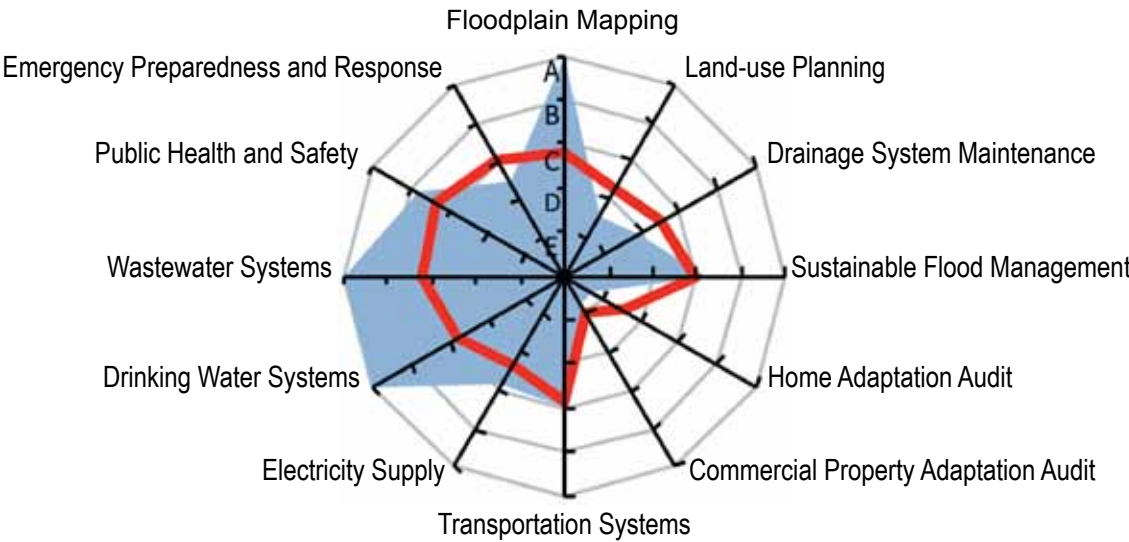 Floodplain Mapping
Emergency Preparedness and Response
Land-use Planning
A
B
Public Health and Safety
Drainage System Maintenance
C
D
E
Wastewater Systems
Sustainable Flood Management
Drinking Water Systems
Home Adaptation Audit
Electricity Supply
Commercial Property Adaptation Audit
Transportation Systems